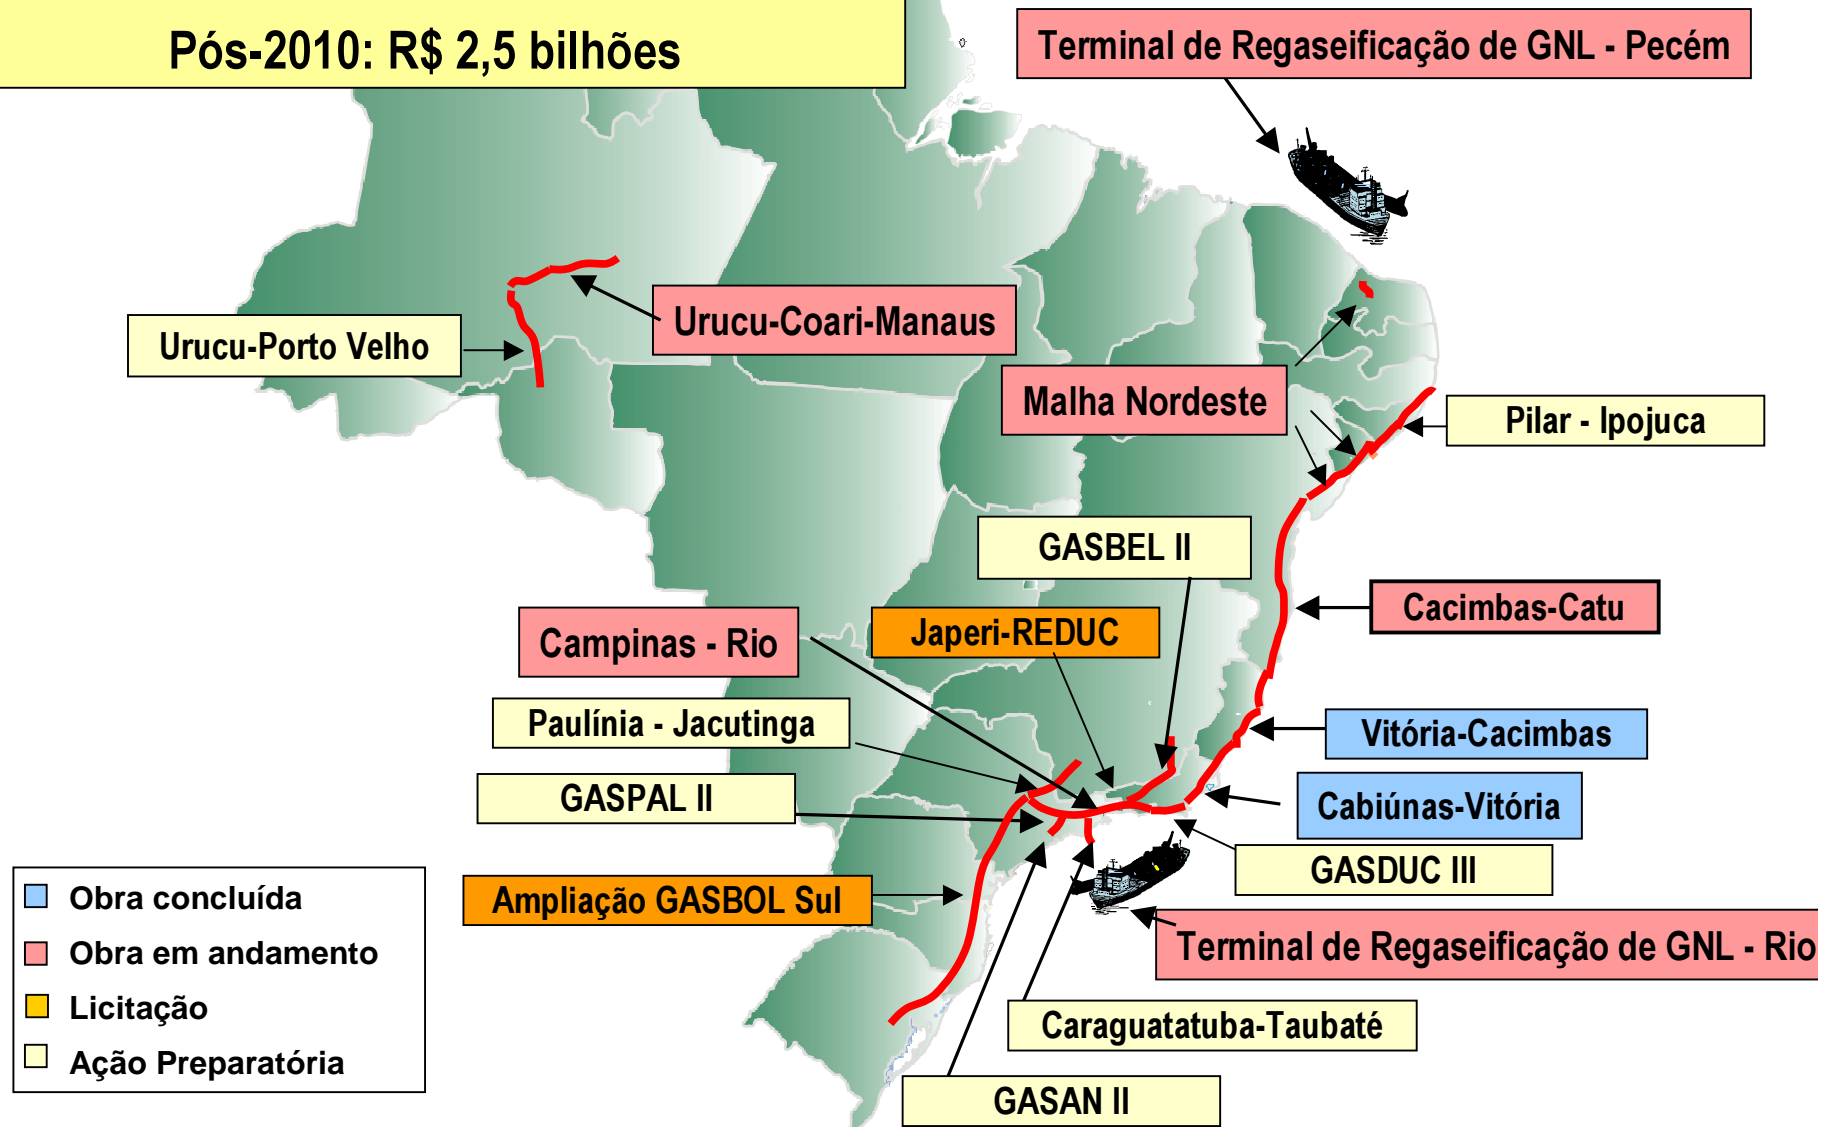 Pós-2010: R$ 2,5 bilhões
Terminal de Regaseificação de GNL - Pecém
Urucu-Coari-Manaus
Urucu-Porto Velho
Malha Nordeste
Pilar - Ipojuca
GASBEL II
Cacimbas-Catu
Campinas - Rio
Japeri-REDUC
Paulínia - Jacutinga
Vitória-Cacimbas
GASPAL II
Cabiúnas-Vitória
GASDUC III
Ampliação GASBOL Sul
Terminal de Regaseificação de GNL - Rio
Caraguatatuba-Taubaté
GASAN II
Obra concluída
Obra em andamento
Licitação
Ação Preparatória